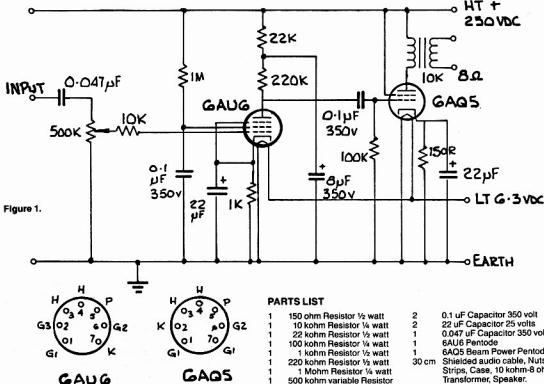 HT +
250VDC
22K
1M
220K
10K
8Ω
0.047µF
INPUT
6AU6
6AQ5
10K
500K
0.1µF
350V
100K
150R
0.1
µF
350V
22
µF
1K
8µF
350V
22µF
LT 6.3VDC
Figure 1.
EARTH
H
H
P
G3
G2
G1
K
3
4
5
2
6
1
7
6AU6
H
H
P
K
G2
G1
G1
3
4
5
2
6
1
7
6AQ5
PARTS LIST
1 150 ohm Resistor ½ watt
1 10 kohm Resistor ¼ watt
1 22 kohm Resistor ½ watt
1 100 kohm Resistor ¼ watt
1 1 kohm Resistor ½ watt
1 220 kohm Resistor ½ watt
1 1 Mohm Resistor ¼ watt
1 500 kohm variable Resistor
2 0.1 uF Capacitor 350 vol
2 22 uF Capacitor 25 volts
1 0.047 uF Capacitor 350 vol
1 6AU6 Pentode
1 6AQ5 Beam Power Pentod
30 cm Shielded audio cable, Nuts
Strips, Case, 10 kohm-8 oh
Transformer, Speaker.